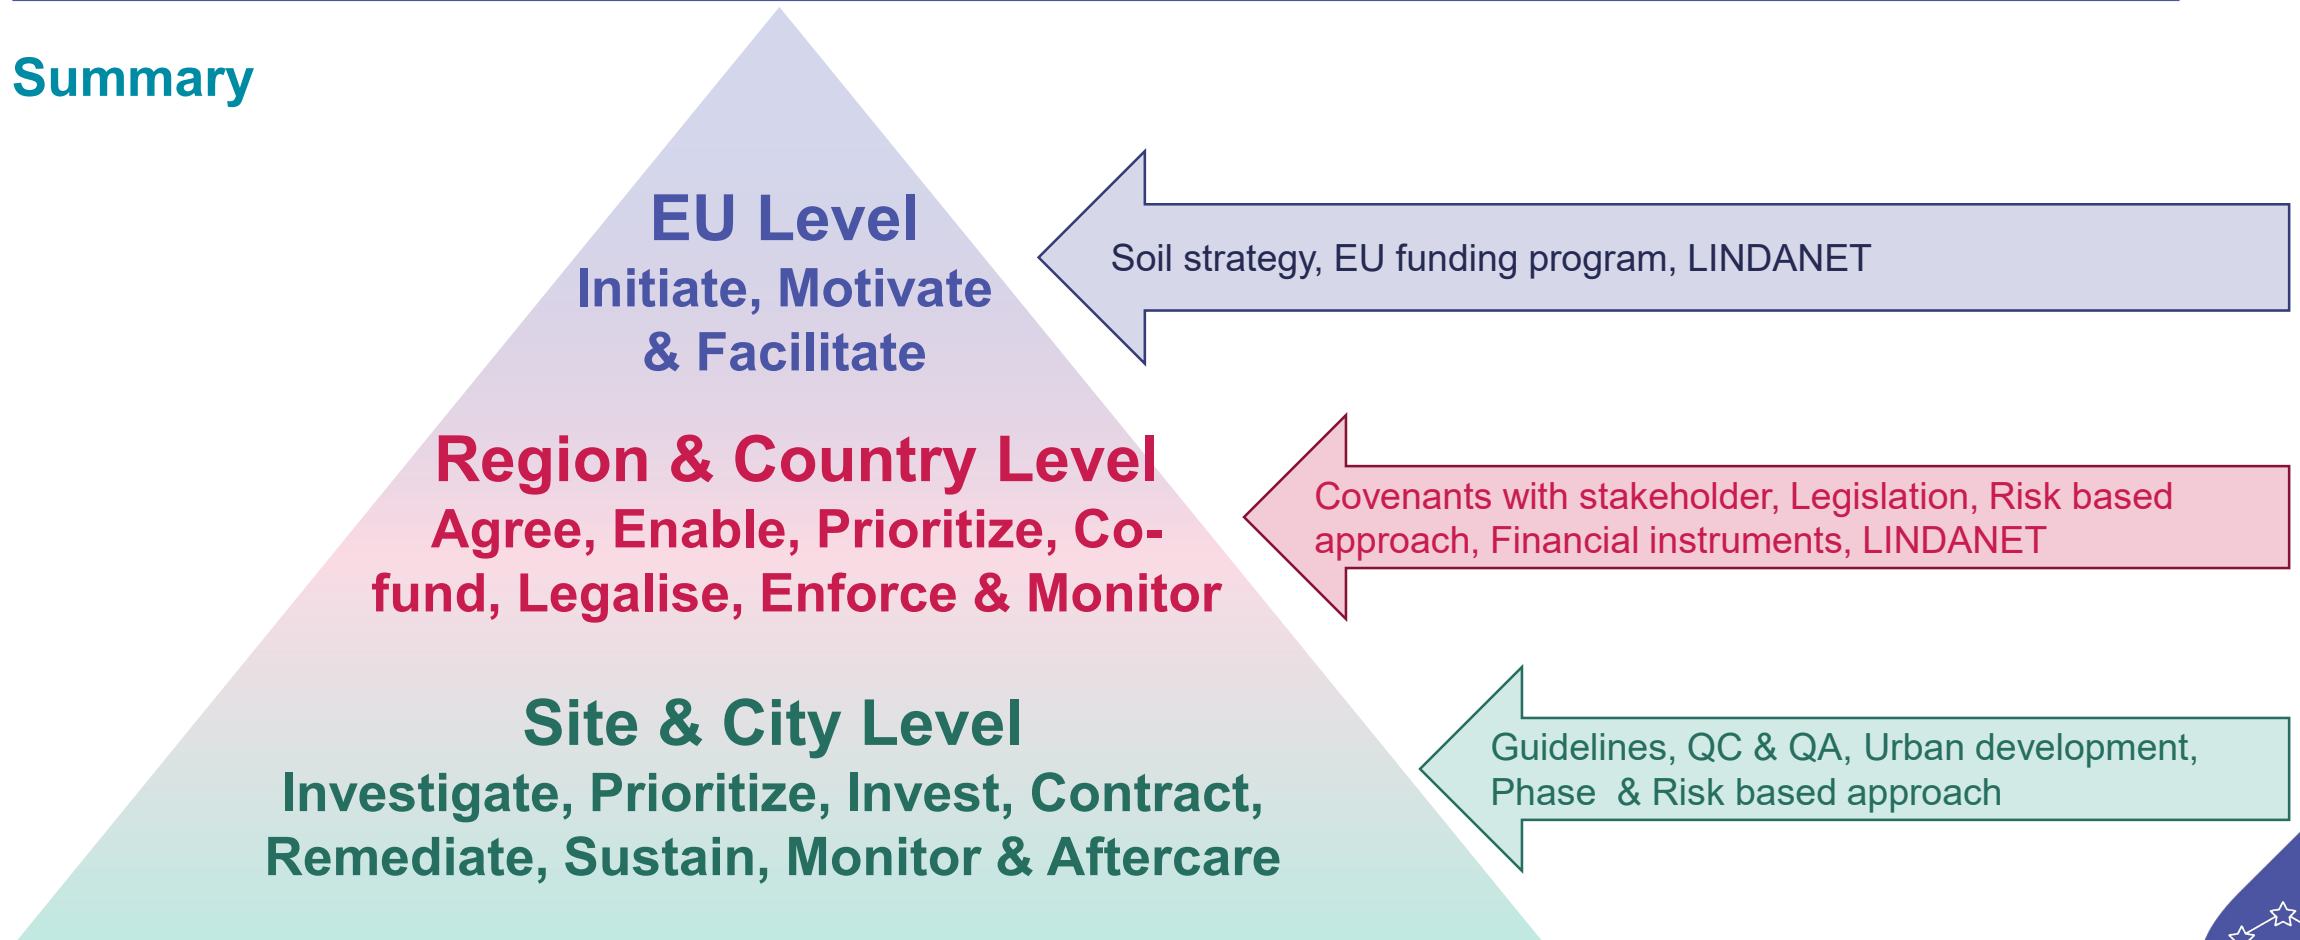 Summary
EU Level
Initiate, Motivate
& Facilitate
Soil strategy, EU funding program, LINDANET
Region & Country Level
Agree, Enable, Prioritize, Co-
fund, Legalise, Enforce & Monitor
Covenants with stakeholder, Legislation, Risk based
approach, Financial instruments, LINDANET
Site & City Level
Investigate, Prioritize, Invest, Contract,
Remediate, Sustain, Monitor & Aftercare
Guidelines, QC & QA, Urban development,
Phase  & Risk based approach